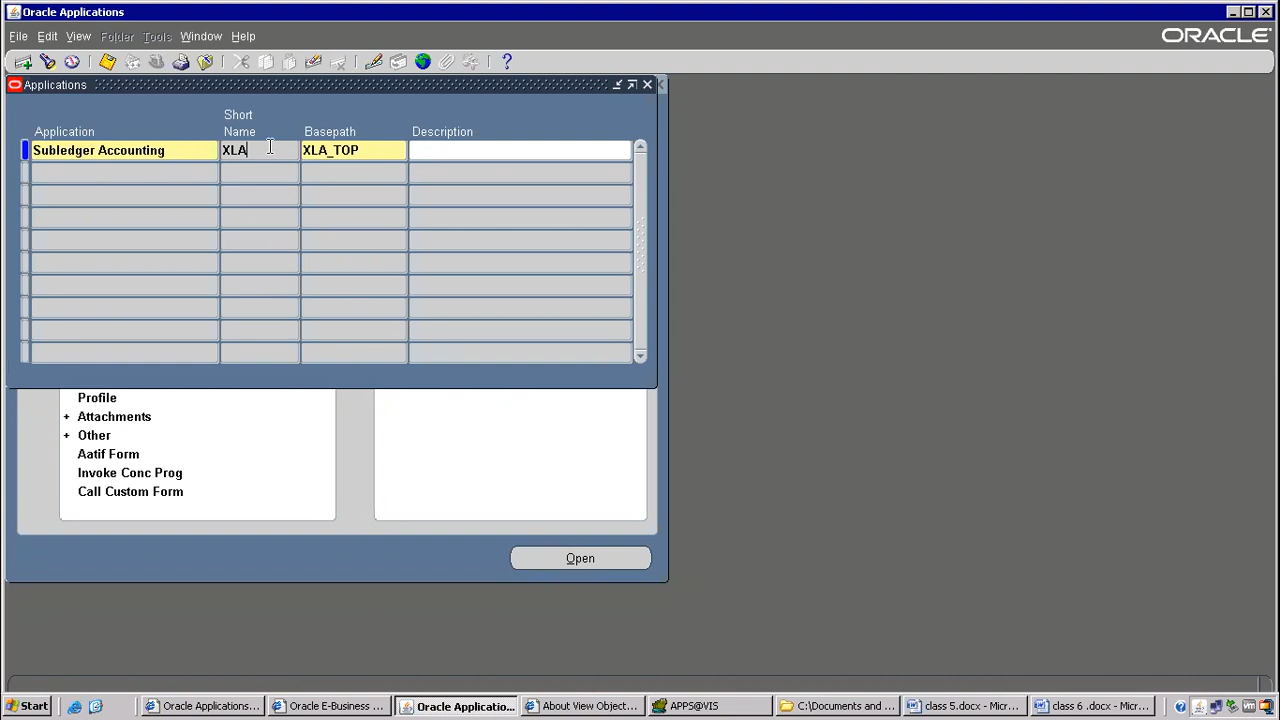 Oracle Applications
File Edit View Folder Tools Window Help
ORACLE
Applications
Short
Application Name Basepath Description
Subledger Accounting XLA XLA_TOP
Profile
+ Attachments
+ Other
Aatif Form
Invoke Conc Prog
Call Custom Form
Open
Start Oracle Applications... Oracle E-Business ... Oracle Applicatio... About View Object... APPS@VIS C:\Documents and ... class 5.docx - Micr... class 6 .docx - Micr...